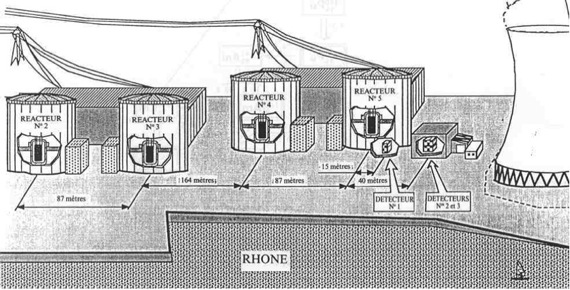 REACTEUR
N° 4
REACTEUR
N° 5
REACTEUR
N° 2
REACTEUR
N° 3
15 mètres
164 mètres
87 mètres
40 mètres
87 mètres
DETECTEUR
N° 1
DETECTEURS
Nos 2 et 3
RHONE